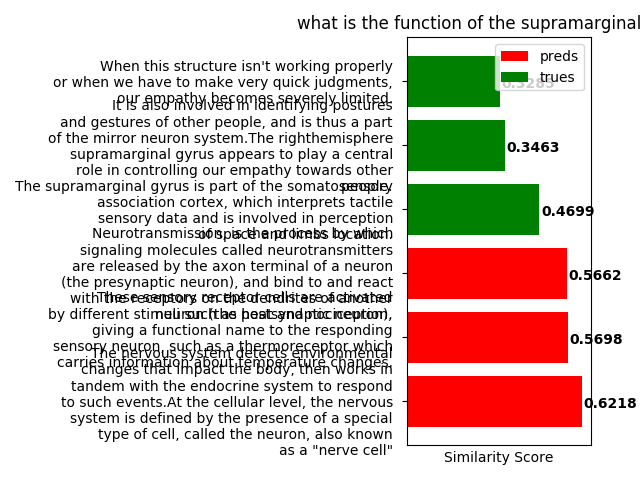 what is the function of the supramarginal
preds
trues
When this structure isn't working properly
or when we have to make very quick judgments,
our empathy becomes severely limited.
0.3285
It is also involved in identifying postures
and gestures of other people, and is thus a part
of the mirror neuron system.The righthemisphere
supramarginal gyrus appears to play a central
role in controlling our empathy towards other
people.
0.3463
The supramarginal gyrus is part of the somatosensory
association cortex, which interprets tactile
sensory data and is involved in perception
of space and limbs location.
0.4699
Neurotransmission, is the process by which
signaling molecules called neurotransmitters
are released by the axon terminal of a neuron
(the presynaptic neuron), and bind to and react
with the receptors on the dendrites of another
neuron (the postsynaptic neuron),
0.5662
These sensory receptor cells are activated
by different stimuli such as heat and nociception,
giving a functional name to the responding
sensory neuron, such as a thermoreceptor which
carries information about temperature changes.
0.5698
The nervous system detects environmental
changes that impact the body, then works in
tandem with the endocrine system to respond
to such events.At the cellular level, the nervous
system is defined by the presence of a special
type of cell, called the neuron, also known
as a "nerve cell"
0.6218
Similarity Score